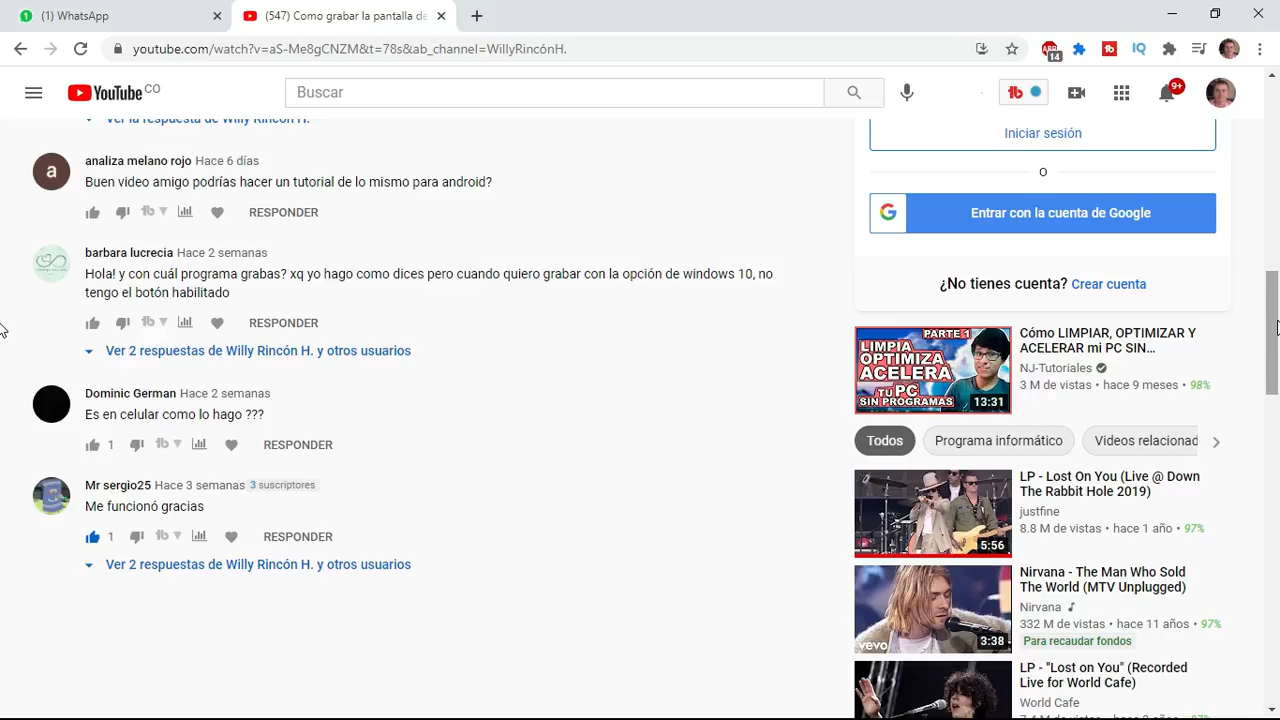 (1) WhatsApp
(547) Como grabar la pantalla de
youtube.com/watch?v=aS-Me8gCNZM&t=78s&ab_channel=WillyRincónH.
14
YouTube CO
Buscar
9+
Ver la respuesta de Willy Rincón H.
analiza melano rojo Hace 6 días
Buen video amigo podrías hacer un tutorial de lo mismo para android?
RESPONDER
barbara lucrecia Hace 2 semanas
Hola! y con cuál programa grabas? xq yo hago como dices pero cuando quiero grabar con la opción de windows 10, no
tengo el botón habilitado
RESPONDER
Ver 2 respuestas de Willy Rincón H. y otros usuarios
Dominic German Hace 2 semanas
Es en celular como lo hago ???
1 RESPONDER
Mr sergio25 Hace 3 semanas 3 suscriptores
Me funcionó gracias
1 RESPONDER
Ver 2 respuestas de Willy Rincón H. y otros usuarios
Iniciar sesión
O
Entrar con la cuenta de Google
¿No tienes cuenta? Crear cuenta
PARTE 1
LIMPIA
OPTIMIZA
ACELERA
TU PC
SIN PROGRAMAS
13:31
Cómo LIMPIAR, OPTIMIZAR Y
ACELERAR mi PC SIN...
NJ-Tutoriales
3 M de vistas • hace 9 meses • 98%
Todos
Programa informático
Videos relacionad
5:56
LP - Lost On You (Live @ Down
The Rabbit Hole 2019)
justfine
8.8 M de vistas • hace 1 año • 97%
vevo
3:38
Nirvana - The Man Who Sold
The World (MTV Unplugged)
Nirvana
332 M de vistas • hace 11 años • 97%
Para recaudar fondos
LP - "Lost on You" (Recorded
Live for World Cafe)
World Cafe